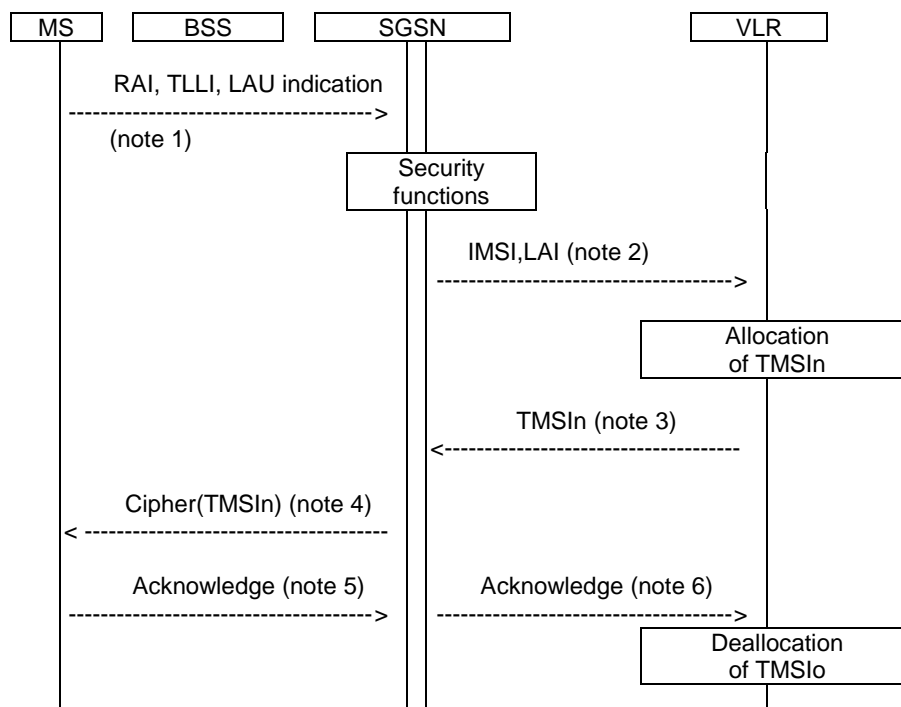 MS BSS SGSN VLR
RAI, TLLI, LAU indication
(note 1)
Security
functions
IMSI,LAI (note 2)
Allocation
of TMSIn
TMSIn (note 3)
Cipher(TMSIn) (note 4)
Acknowledge (note 5) Acknowledge (note 6)
Deallocation
of TMSIo